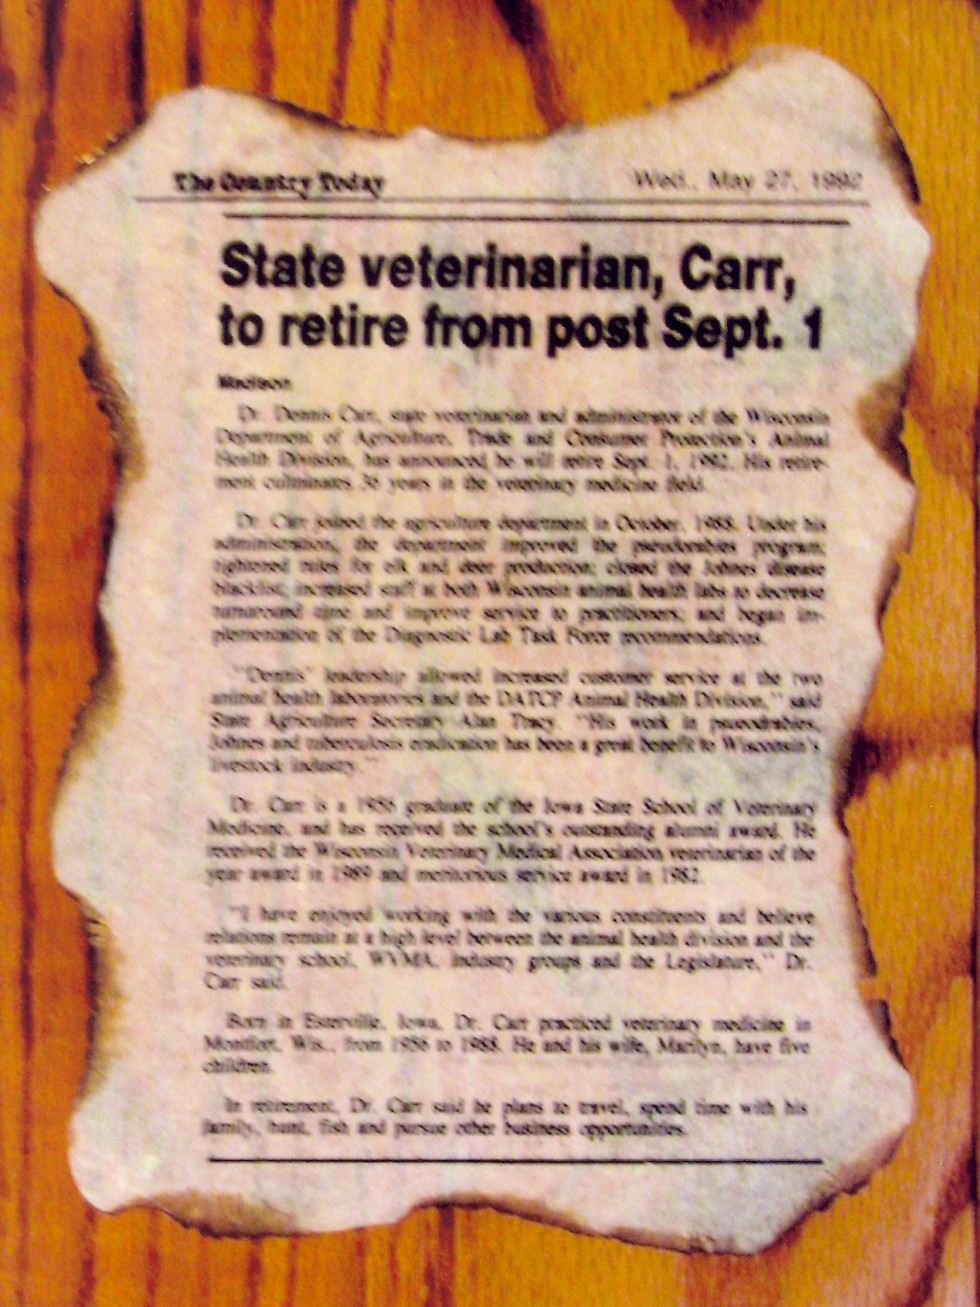 The Country Today
Wed., May 27, 1992
State veterinarian, Carr,
to retire from post Sept. 1
Madison
Dr. Dennis Carr, state veterinarian and administrator of the Wisconsin
Department of Agriculture, Trade and Consumer Protection's Animal
Health Division, has announced he will retire Sept. 1, 1992. His retire-
ment culminates 36 years in the veterinary medicine field.
Dr. Carr joined the agriculture department in October, 1988. Under his
administration, the department improved the pseudorabies program;
tightened rules for elk and deer production; closed the Johnes disease
blacklist; increased staff at both Wisconsin animal health labs to decrease
turnaround time and improve service to practitioners; and began im-
plementation of the Diagnostic Lab Task Force recommendations.
"Dennis' leadership allowed increased customer service at the two
animal health laboratories and the DATCP Animal Health Division," said
State Agriculture Secretary Alan Tracy. "His work in pseudorabies,
Johnes and tuberculosis eradication has been a great benefit to Wisconsin's
livestock industry."
Dr. Carr is a 1956 graduate of the Iowa State School of Veterinary
Medicine, and has received the school's outstanding alumni award. He
received the Wisconsin Veterinary Medical Association veterinarian of the
year award in 1989 and meritorious service award in 1982.
"I have enjoyed working with the various constituents and believe
relations remain at a high level between the animal health division and the
veterinary school, WVMA, industry groups and the Legislature," Dr.
Carr said.
Born in Esterville, Iowa, Dr. Carr practiced veterinary medicine in
Montfort, Wis., from 1956 to 1988. He and his wife, Marilyn, have five
children.
In retirement, Dr. Carr said he plans to travel, spend time with his
family, hunt, fish and pursue other business opportunities.